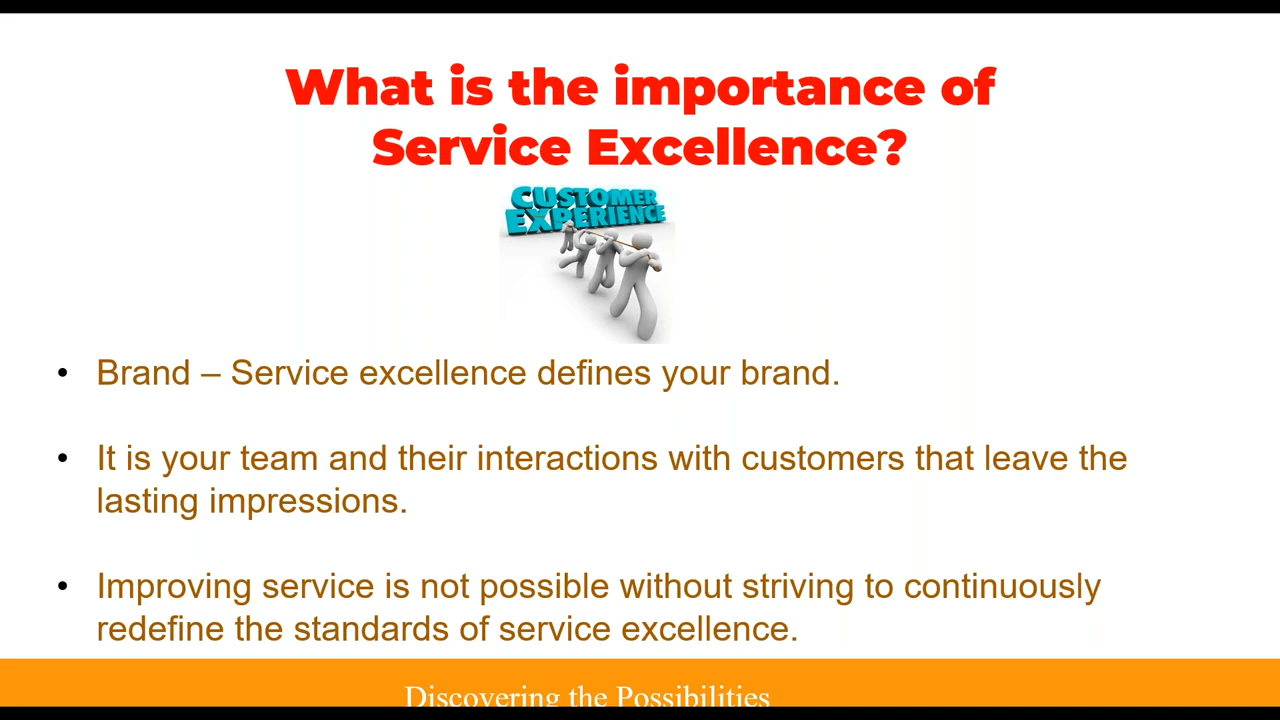 What is the importance of
Service Excellence?
CUSTOMER
EXPERIENCE
• Brand – Service excellence defines your brand.
• It is your team and their interactions with customers that leave the
lasting impressions.
• Improving service is not possible without striving to continuously
redefine the standards of service excellence.
Discovering the Possibilities